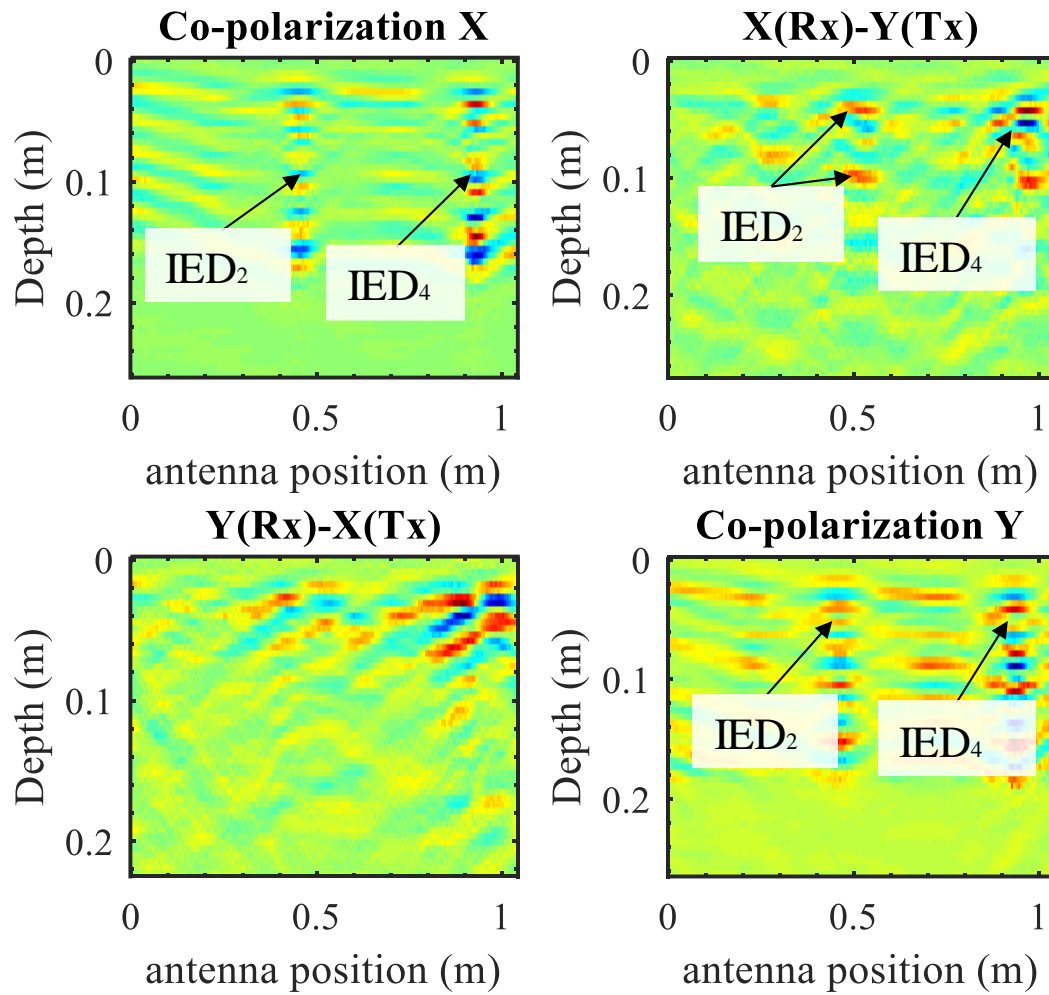 Co-polarization X
0
0.1
0.2
Depth (m)
IED2
IED4
0 0.5 1
antenna position (m)
X(Rx)-Y(Tx)
0
0.1
0.2
Depth (m)
IED2
IED4
0 0.5 1
antenna position (m)
Y(Rx)-X(Tx)
0
0.1
0.2
Depth (m)
0 0.5 1
antenna position (m)
Co-polarization Y
0
0.1
0.2
Depth (m)
IED2
IED4
0 0.5 1
antenna position (m)